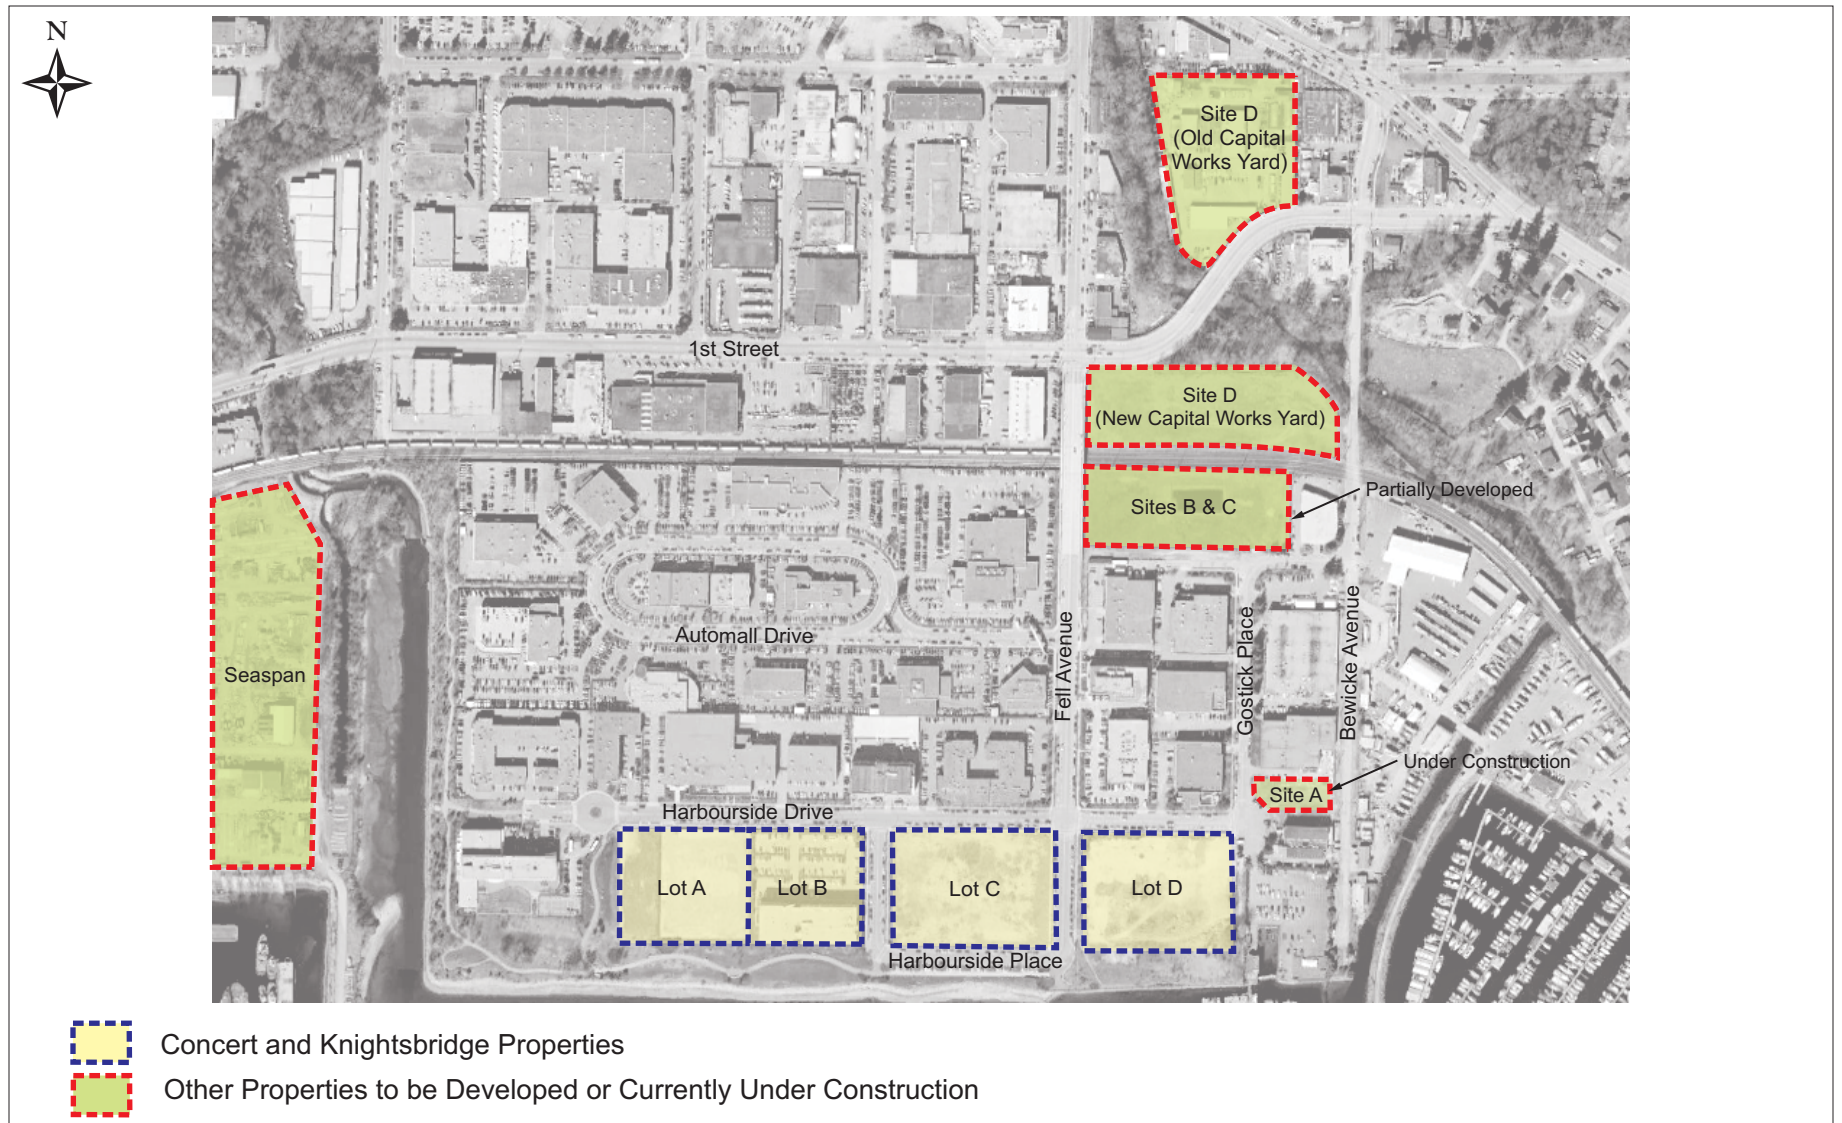 N
Site D
(Old Capital
Works Yard)
1st Street
Site D
(New Capital Works Yard)
Partially Developed
Sites B & C
Automall Drive
Fell Avenue
Gostick Place
Bewicke Avenue
Seaspan
Under Construction
Site A
Harbourside Drive
Lot A
Lot B
Lot C
Lot D
Harbourside Place
Concert and Knightsbridge Properties
Other Properties to be Developed or Currently Under Construction